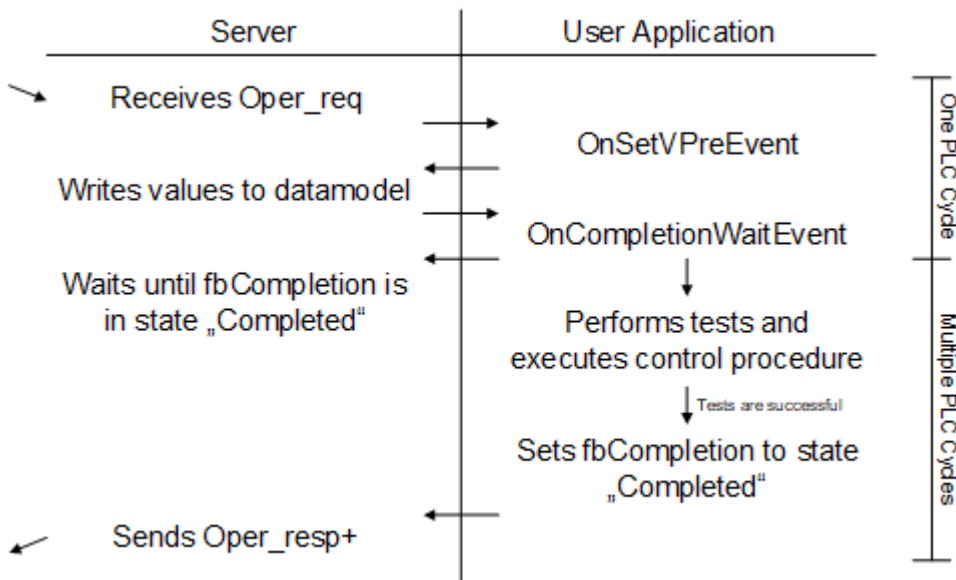 Server
User Application
Receives Oper_req
OnSetVPreEvent
Writes values to datamodel
OnCompletionWaitEvent
Waits until fbCompletion is
in state „Completed“
Performs tests and
executes control procedure
Tests are successful
Sets fbCompletion to state
„Completed“
Sends Oper_resp+
One PLC Cycle
Multiple PLC Cycles